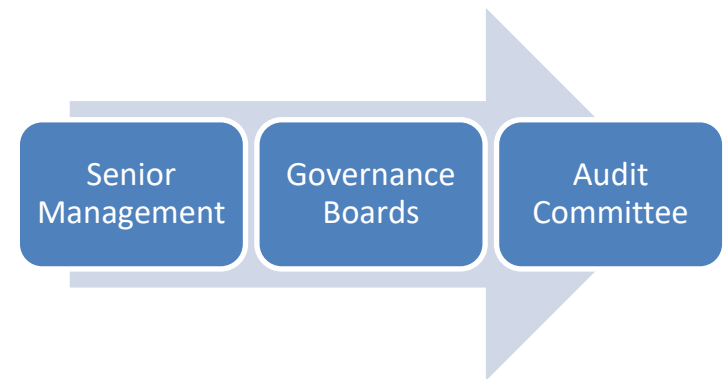 Senior
Management
Governance
Boards
Audit
Committee